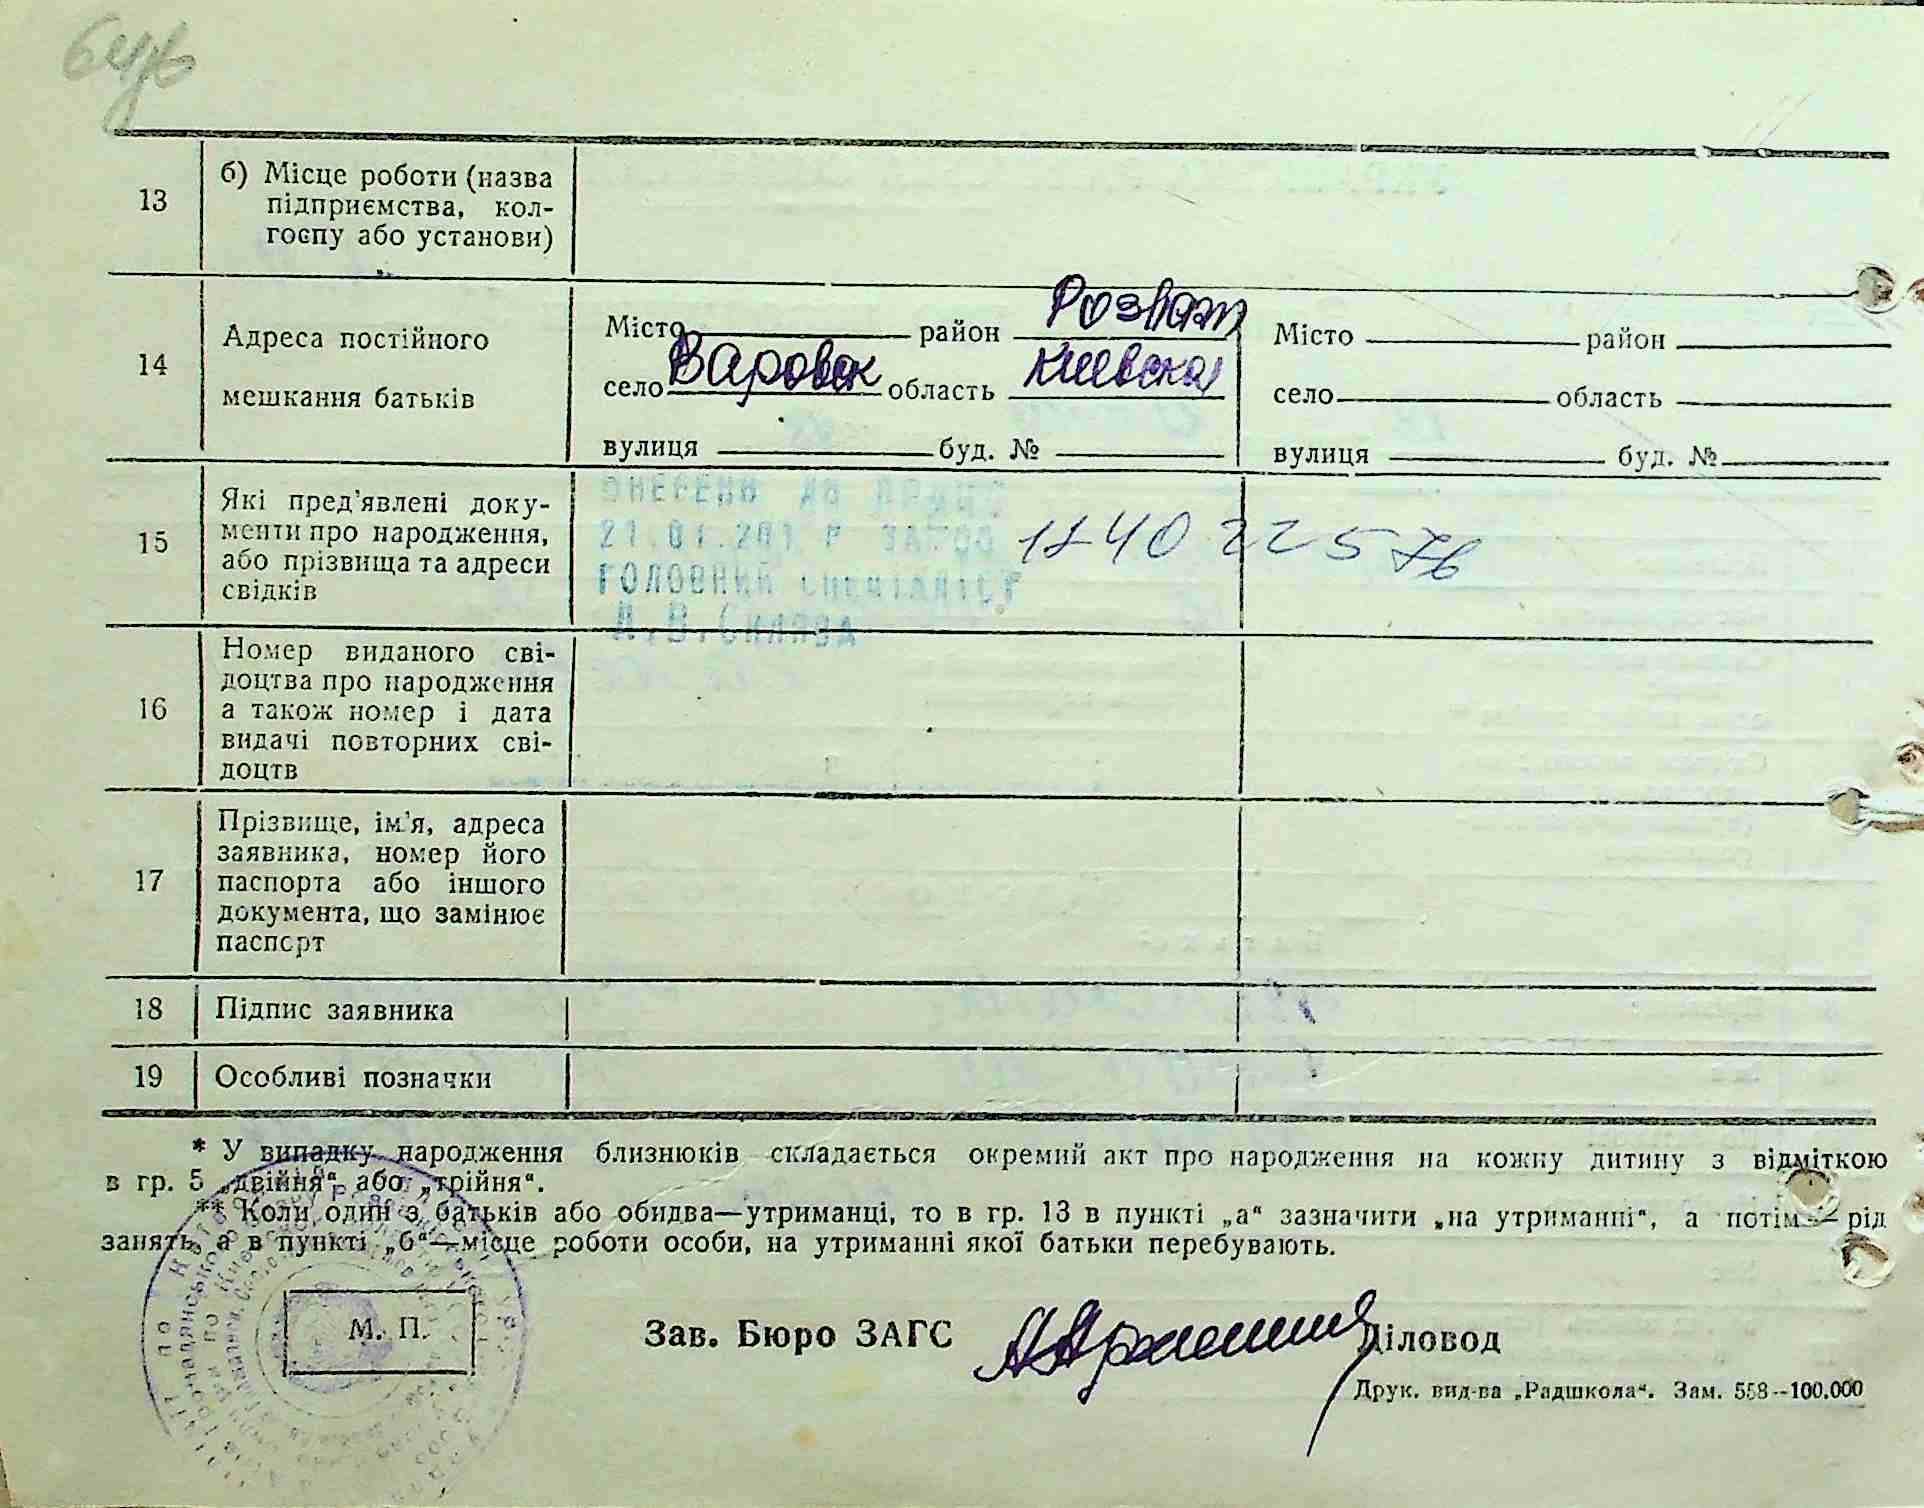 13
б) Місце роботи (назва
підприємства, кол-
госпу або установи)
14
Адреса постійного
мешкання батьків
Місто район Розваж
село Варовск область Киевска
вулиця буд. №
Місто район
село область
вулиця буд. №
15
Які пред’явлені доку-
менти про народження,
або прізвища та адреси
свідків
ВНЕСЕНО ДО ДРАЦС
ГОЛОВНИЙ спеціаліст
16
Номер виданого сві-
доцтва про народження
а також номер і дата
видачі повторних сві-
доцтв
17
Прізвище, ім’я, адреса
заявника, номер його
паспорта або іншого
документа, що замінює
паспорт
18
Підпис заявника
19
Особливі позначки
* У випадку народження близнюків складається окремий акт про народження на кожну дитину з відміткою
в гр. 5 „двійня“ або „трійня“.
** Коли один з батьків або обидва—утриманці, то в гр. 13 в пункті „а“ зазначити „на утриманні“, а потім—рід
занять, а в пункті „б“—місце роботи особи, на утриманні якої батьки перебувають.
М. П.
Зав. Бюро ЗАГС Діловод
Друк. вид-ва „Радшкола“. Зам. 558—100.000